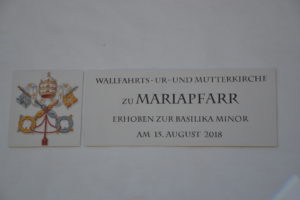 WALLFAHRTS-UR-UND MUTTERKIRCHE
ZU MARIAPFARR
ERHOBEN ZUR BASILIKA MINOR
AM 15. AUGUST 2018